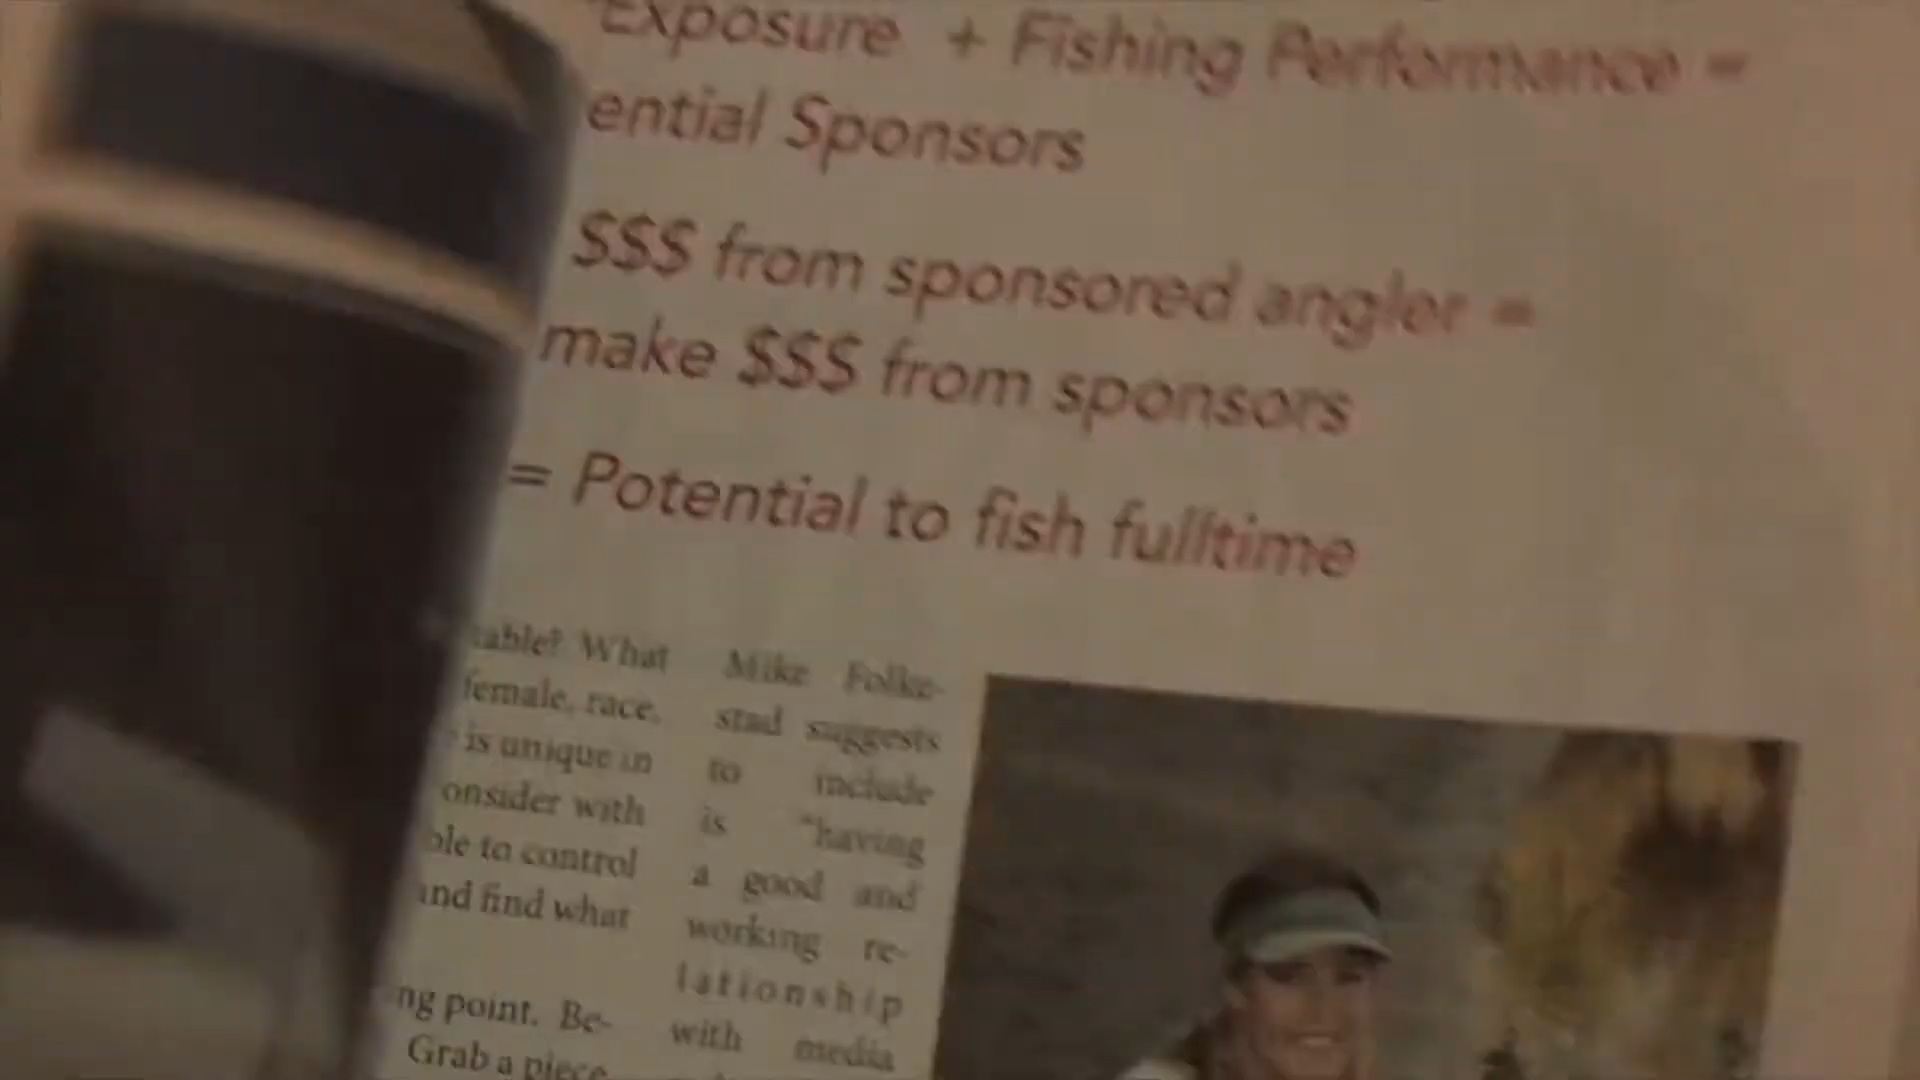 Exposure + Fishing Performance =
ential Sponsors
$$$ from sponsored angler =
make $$$ from sponsors
= Potential to fish fulltime
able? What
female, race,
is unique in
onsider with
ble to control
and find what
ng point. Be-
Grab a piece
Mike Folke-
stad suggests
to include
is "having
a good and
working re-
lationship
with media